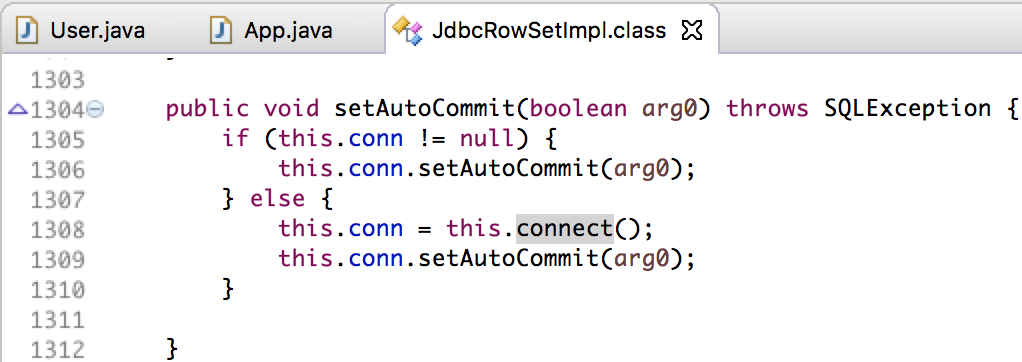 User.java App.java JdbcRowSetImpl.class
1303
1304 public void setAutoCommit(boolean arg0) throws SQLException {
1305 if (this.conn != null) {
1306 this.conn.setAutoCommit(arg0);
1307 } else {
1308 this.conn = this.connect();
1309 this.conn.setAutoCommit(arg0);
1310 }
1311
1312 }